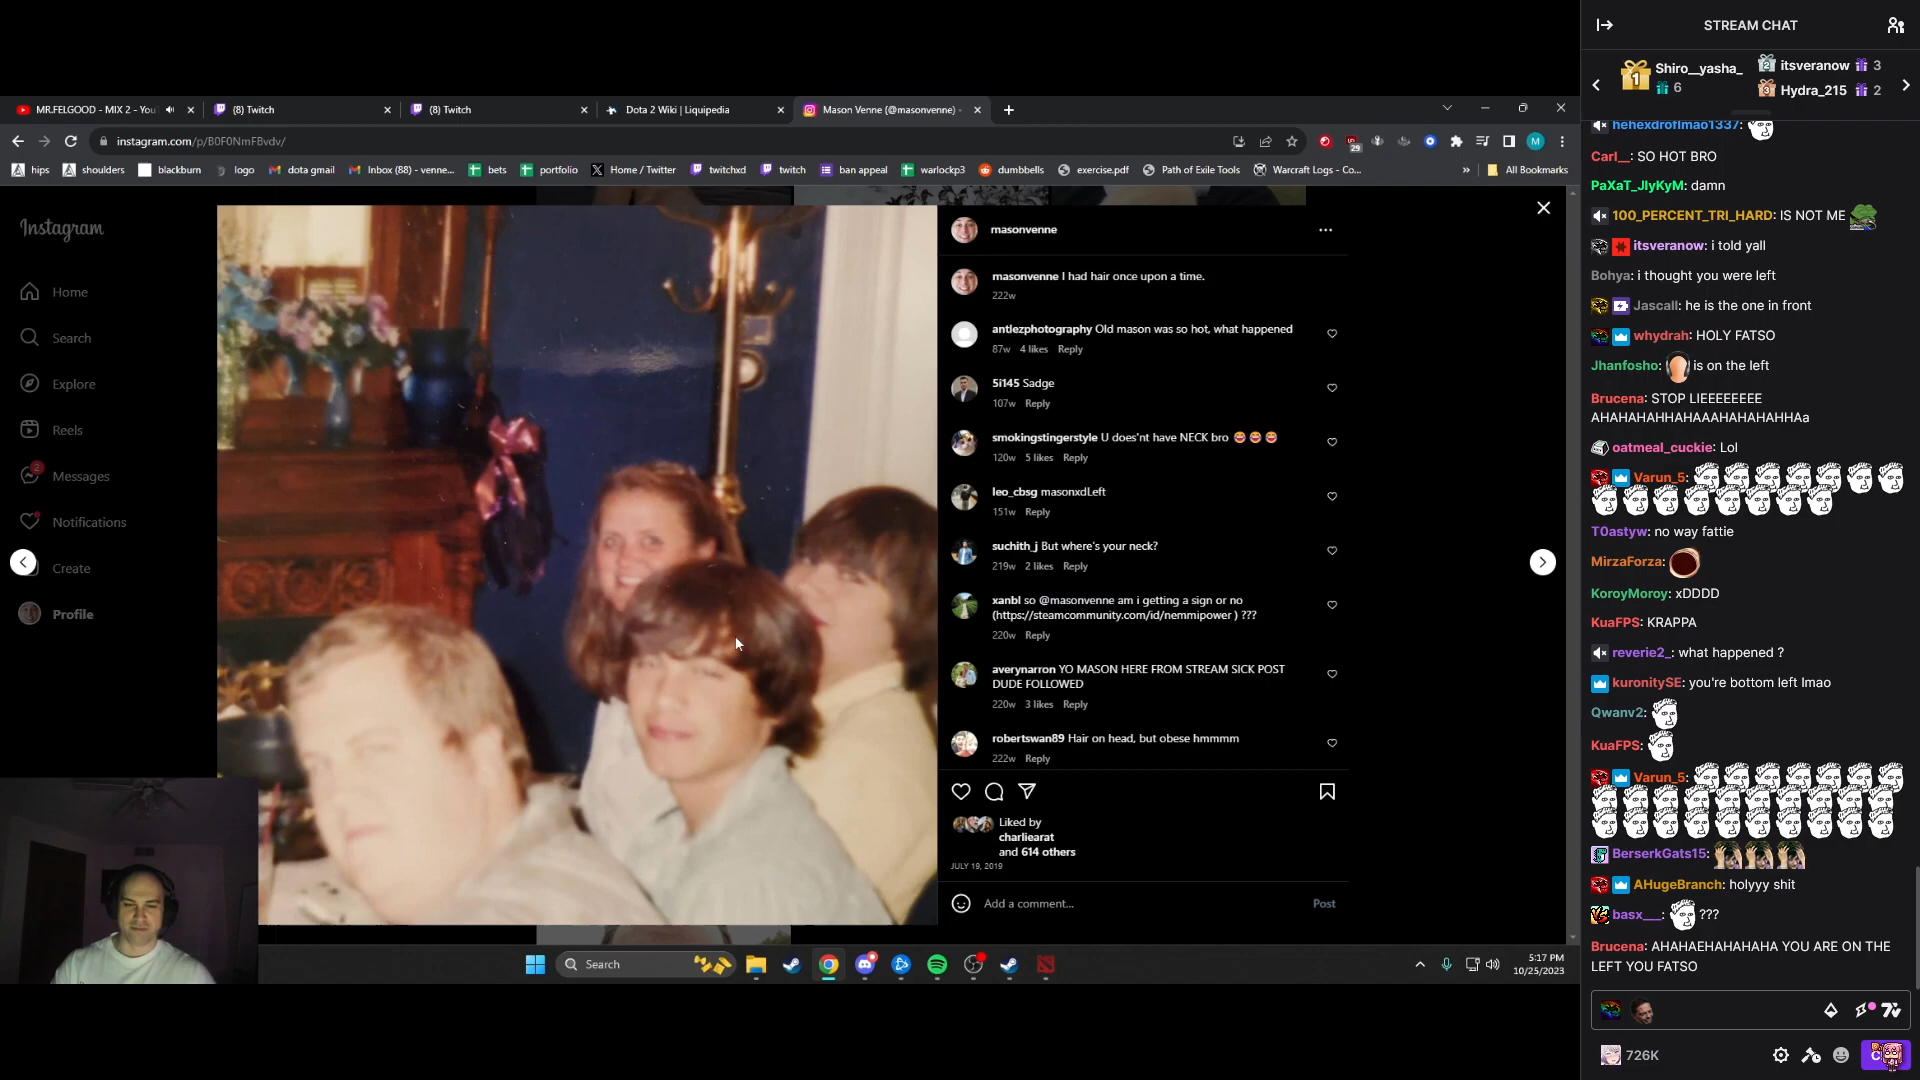 MR.FELGOOD - MIX 2 - You
(8) Twitch
(8) Twitch
Dota 2 Wiki | Liquipedia
Mason Venne (@masonvenne) -
instagram.com/p/B0F0NmFBvdv/
hips
shoulders
blackburn
logo
dota gmail
Inbox (88) - venne...
bets
portfolio
Home / Twitter
twitchxd
twitch
ban appeal
warlockp3
dumbbells
exercise.pdf
Path of Exile Tools
Warcraft Logs - Co...
»
All Bookmarks
Instagram
Home
Search
Explore
Reels
2
Messages
Notifications
Create
Profile
masonvenne
masonvenne I had hair once upon a time.
222w
antlezphotography Old mason was so hot, what happened
87w 4 likes Reply
5i145 Sadge
107w Reply
smokingstingerstyle U does'nt have NECK bro 😂 😂 😂
120w 5 likes Reply
leo_cbsg masonxdLeft
151w Reply
suchith_j But where's your neck?
219w 2 likes Reply
xanbl so @masonvenne am i getting a sign or no
(https://steamcommunity.com/id/nemmipower ) ???
220w Reply
averynarron YO MASON HERE FROM STREAM SICK POST
DUDE FOLLOWED
220w 3 likes Reply
robertswan89 Hair on head, but obese hmmmm
222w Reply
Liked by
charliearat
and 614 others
JULY 19, 2019
Add a comment...
Post
Search
5:17 PM
10/25/2023
STREAM CHAT
1
Shiro__yasha_
6
2
itsveranow 3
3
Hydra_215 2
hehexdroflmao1337:
Carl__: SO HOT BRO
PaXaT_JIyKyM: damn
100_PERCENT_TRI_HARD: IS NOT ME
itsveranow: i told yall
Bohya: i thought you were left
Jascall: he is the one in front
whydrah: HOLY FATSO
Jhanfosho: is on the left
Brucena: STOP LIEEEEEEEE
AHAHAHAHHAHAAAHAHAHAHHAa
oatmeal_cuckie: Lol
Varun_5:
T0astyw: no way fattie
MirzaForza:
KoroyMoroy: xDDDD
KuaFPS: KRAPPA
reverie2_: what happened ?
kuronitySE: you're bottom left lmao
Qwanv2:
KuaFPS:
Varun_5:
BerserkGats15:
AHugeBranch: holyyy shit
basx___: ???
Brucena: AHAHAEHAHAHAHA YOU ARE ON THE
LEFT YOU FATSO
726K